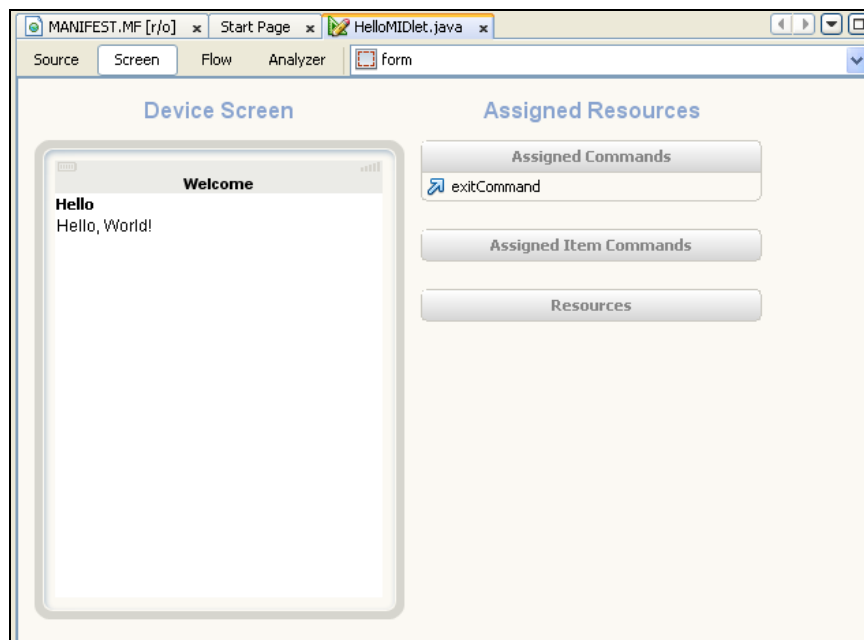 MANIFEST.MF [r/o] x Start Page x HelloMIDlet.java x
Source Screen Flow Analyzer form
Device Screen
Welcome
Hello
Hello, World!
Assigned Resources
Assigned Commands
exitCommand
Assigned Item Commands
Resources